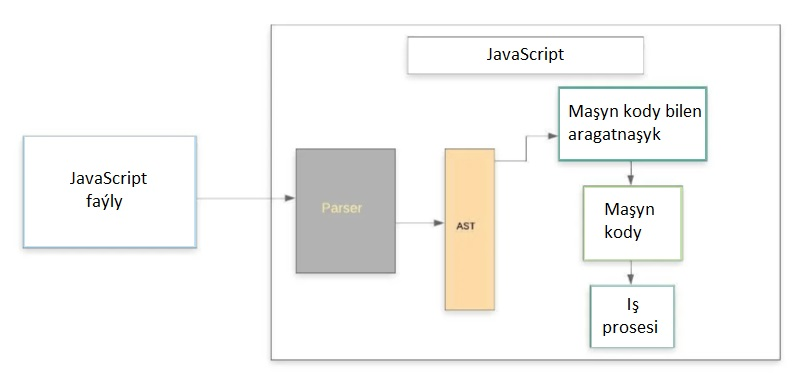 JavaScript
JavaScript
faýly
Parser
AST
Maşyn kody bilen
aragatnaşyk
Maşyn
kody
Iş
prosesi